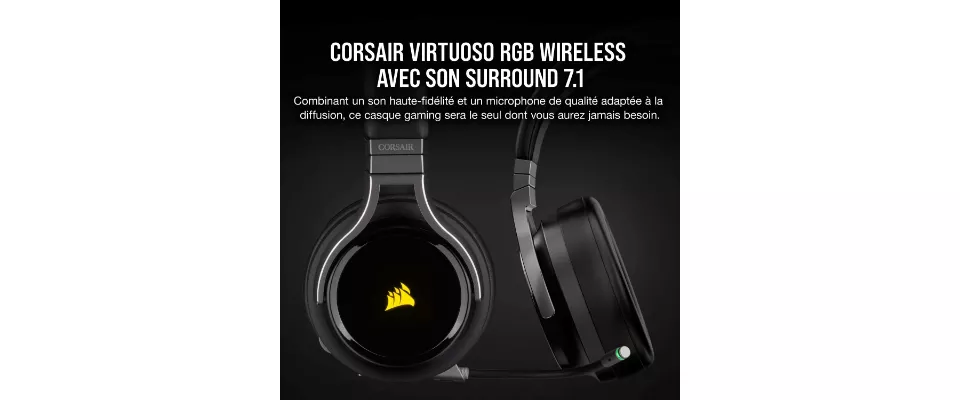 CORSAIR VIRTUOSO RGB WIRELESS
AVEC SON SURROUND 7.1
Combinant un son haute-fidélité et un microphone de qualité adaptée à la
diffusion, ce casque gaming sera le seul dont vous aurez jamais besoin.
CORSAIR